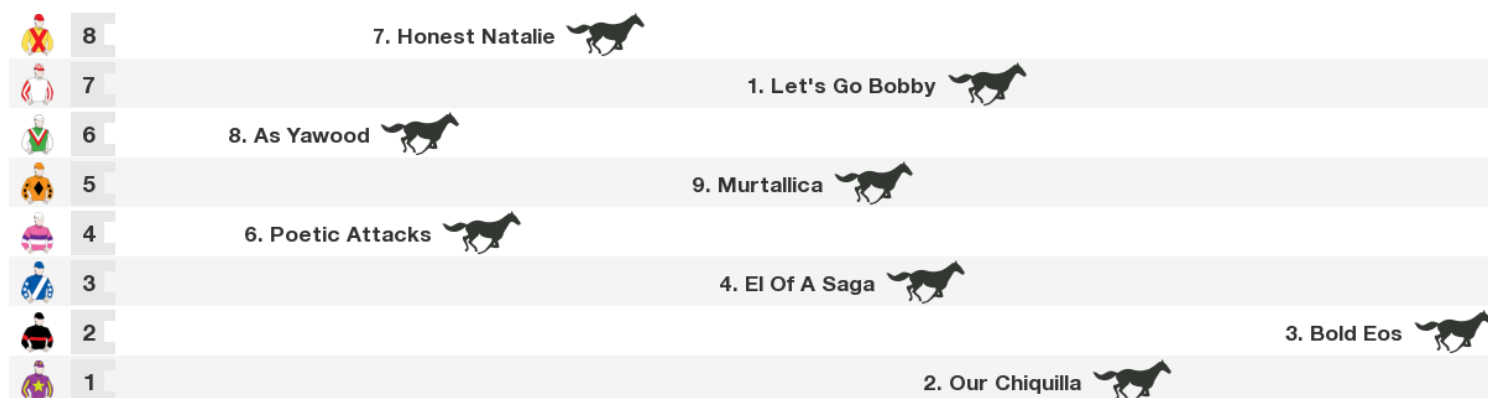 8 7. Honest Natalie
7 1. Let's Go Bobby
6 8. As Yawood
5 9. Murtallica
4 6. Poetic Attacks
3 4. El Of A Saga
2 3. Bold Eos
1 2. Our Chiquilla